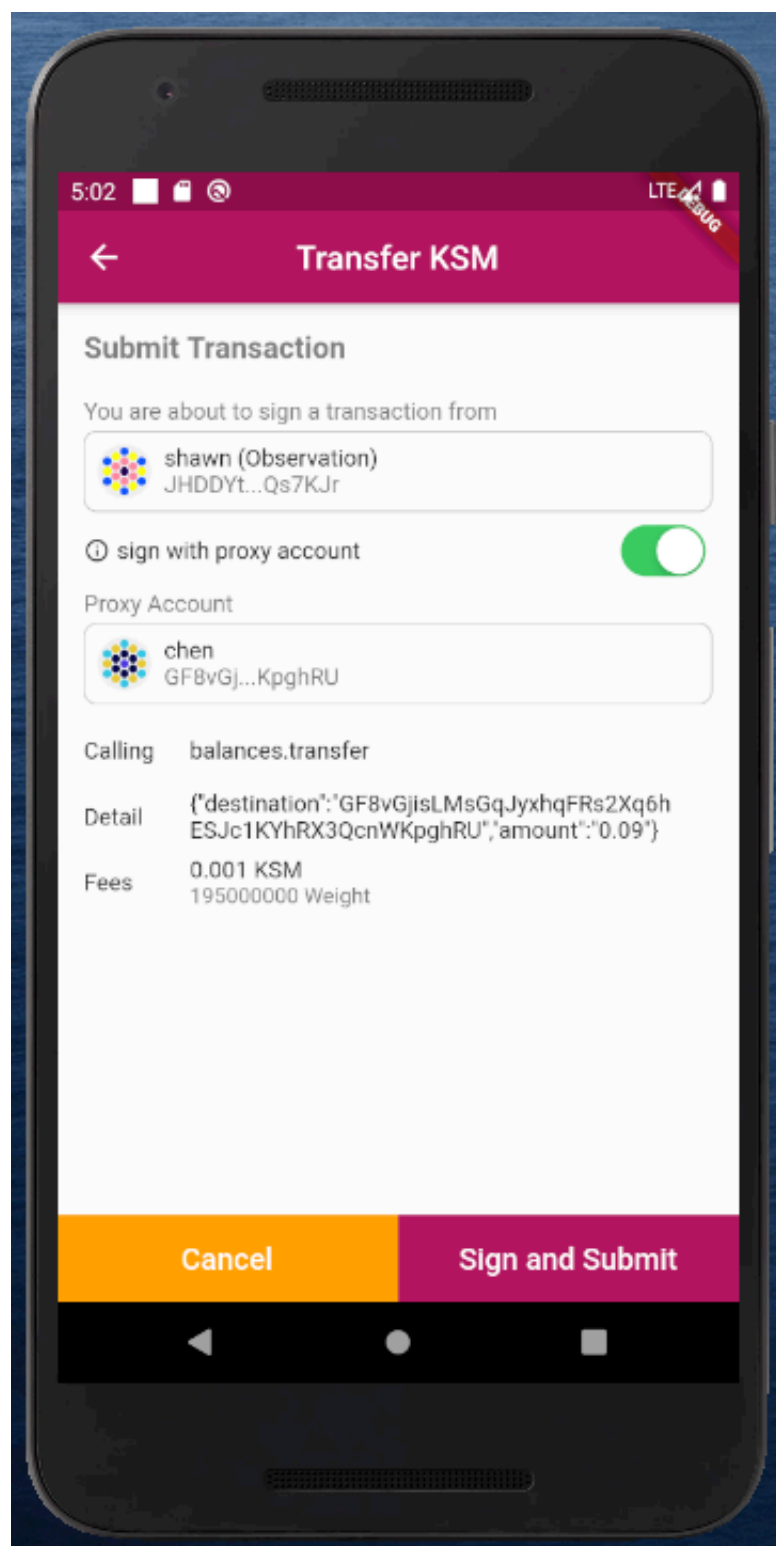 5:02
LTE
DEBUG
Transfer KSM
Submit Transaction
You are about to sign a transaction from
shawn (Observation)
JHDDYt...Qs7KJr
sign with proxy account
Proxy Account
chen
GF8vGj...KpghRU
Calling balances.transfer
Detail {"destination":"GF8vGjisLMsGqJyxhqFRs2Xq6h
ESJc1KYhRX3QcnWKpghRU","amount":"0.09"}
Fees 0.001 KSM
195000000 Weight
Cancel Sign and Submit